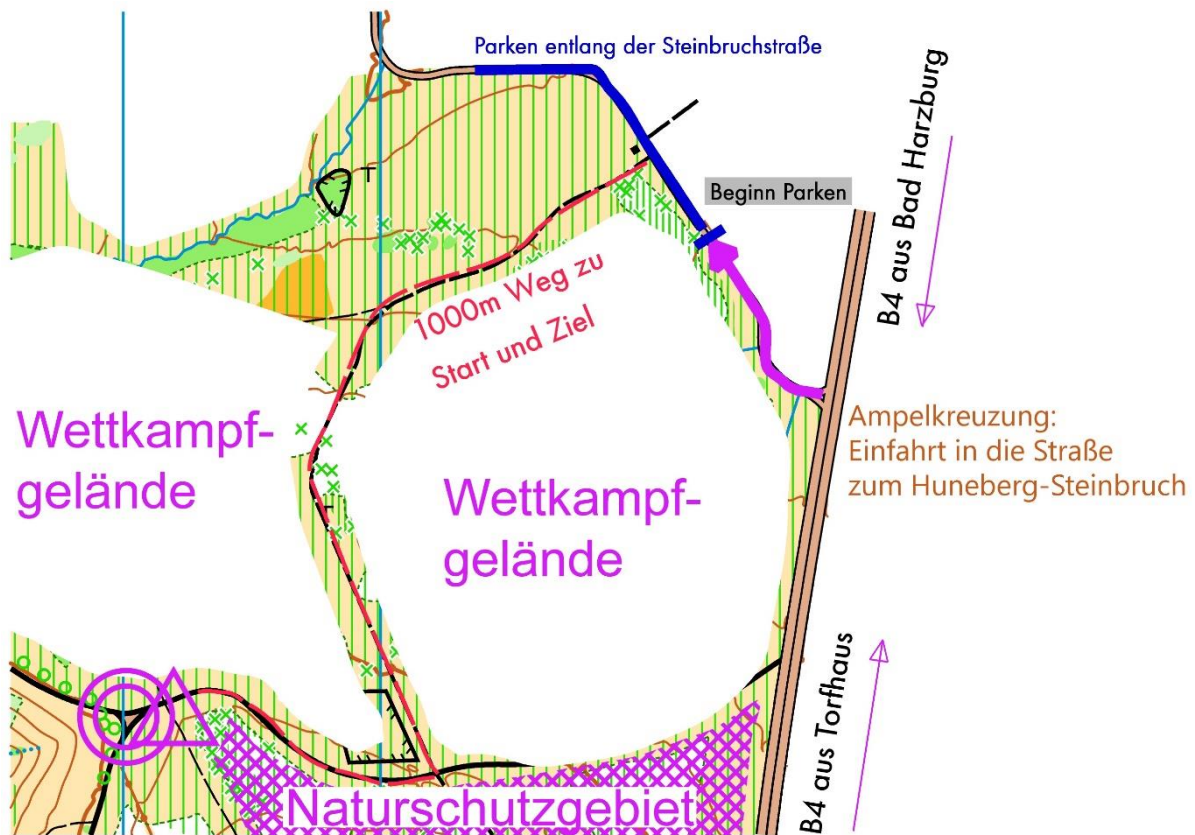 Parken entlang der Steinbruchstraße
Beginn Parken
B4 aus Bad Harzburg
1000m Weg zu
Start und Ziel
Wettkampf-
gelände
Wettkampf-
gelände
Ampelkreuzung:
Einfahrt in die Straße
zum Huneberg-Steinbruch
B4 aus Torfhaus
Naturschutzgebiet